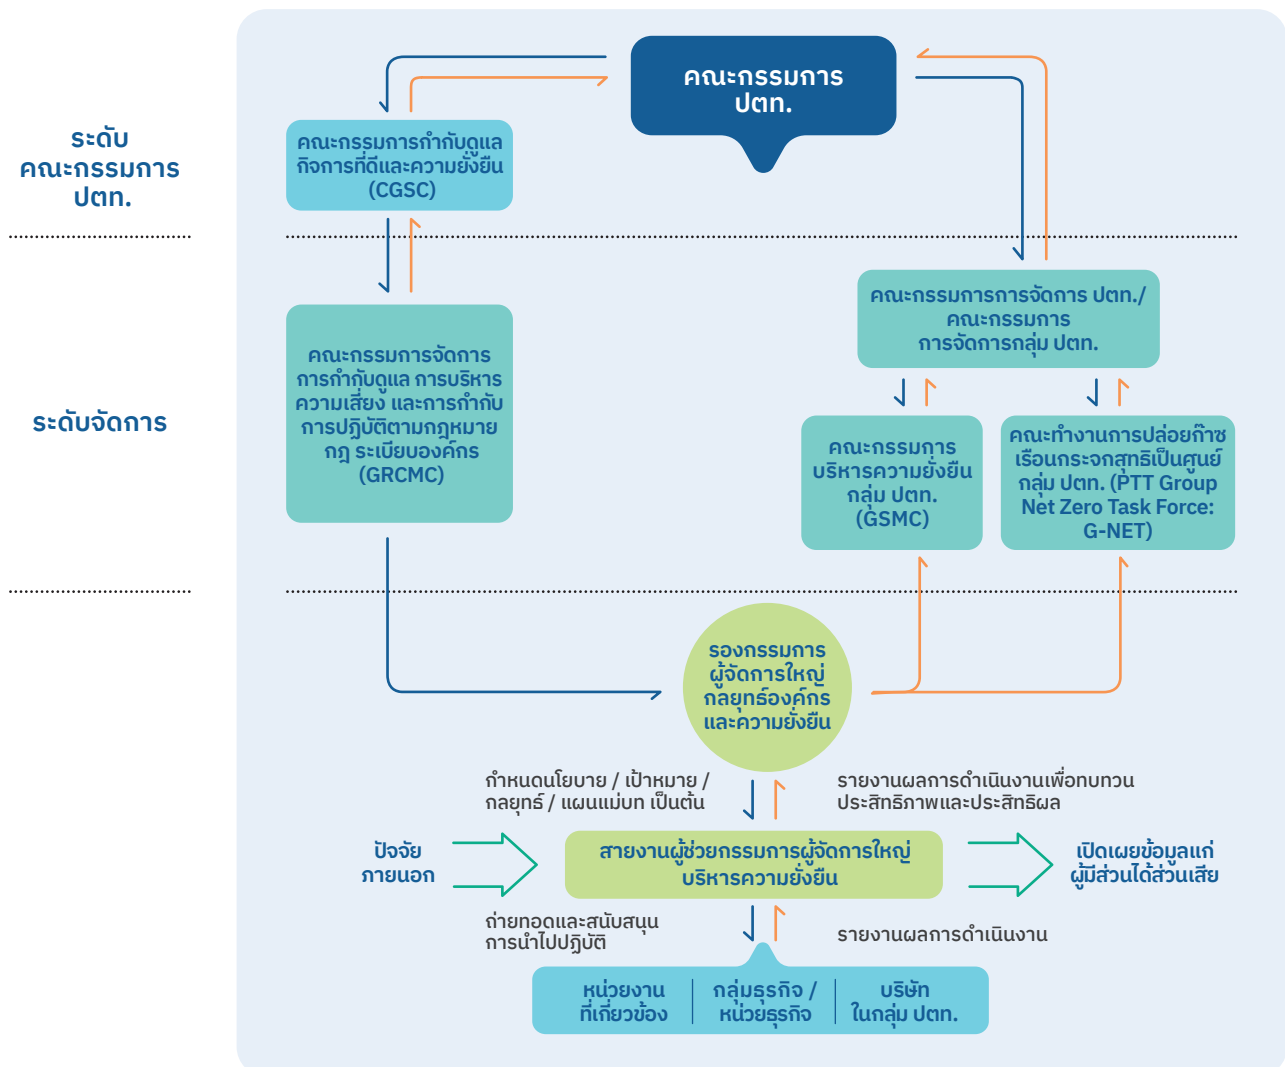 คณะกรรมการ
ปตท.
ระดับ
คณะกรรมการ
ปตท.
คณะกรรมการกำกับดูแล
กิจการที่ดีและความยั่งยืน
(CGSC)
ระดับจัดการ
คณะกรรมการจัดการ
การกำกับดูแล การบริหาร
ความเสี่ยง และการกำกับ
การปฏิบัติตามกฎหมาย
กฎ ระเบียบองค์กร
(GRCMC)
คณะกรรมการการจัดการ ปตท./
คณะกรรมการ
การจัดการกลุ่ม ปตท.
คณะกรรมการ
บริหารความยั่งยืน
กลุ่ม ปตท.
(GSMC)
คณะทำงานการปล่อยก๊าซ
เรือนกระจกสุทธิเป็นศูนย์
กลุ่ม ปตท. (PTT Group
Net Zero Task Force:
G-NET)
รองกรรมการ
ผู้จัดการใหญ่
กลยุทธ์องค์กร
และความยั่งยืน
กำหนดนโยบาย / เป้าหมาย /
กลยุทธ์ / แผนแม่บท เป็นต้น
รายงานผลการดำเนินงานเพื่อทบทวน
ประสิทธิภาพและประสิทธิผล
ปัจจัย
ภายนอก
สายงานผู้ช่วยกรรมการผู้จัดการใหญ่
บริหารความยั่งยืน
เปิดเผยข้อมูลแก่
ผู้มีส่วนได้ส่วนเสีย
ถ่ายทอดและสนับสนุน
การนำไปปฏิบัติ
รายงานผลการดำเนินงาน
หน่วยงาน
ที่เกี่ยวข้อง
กลุ่มธุรกิจ /
หน่วยธุรกิจ
บริษัท
ในกลุ่ม ปตท.